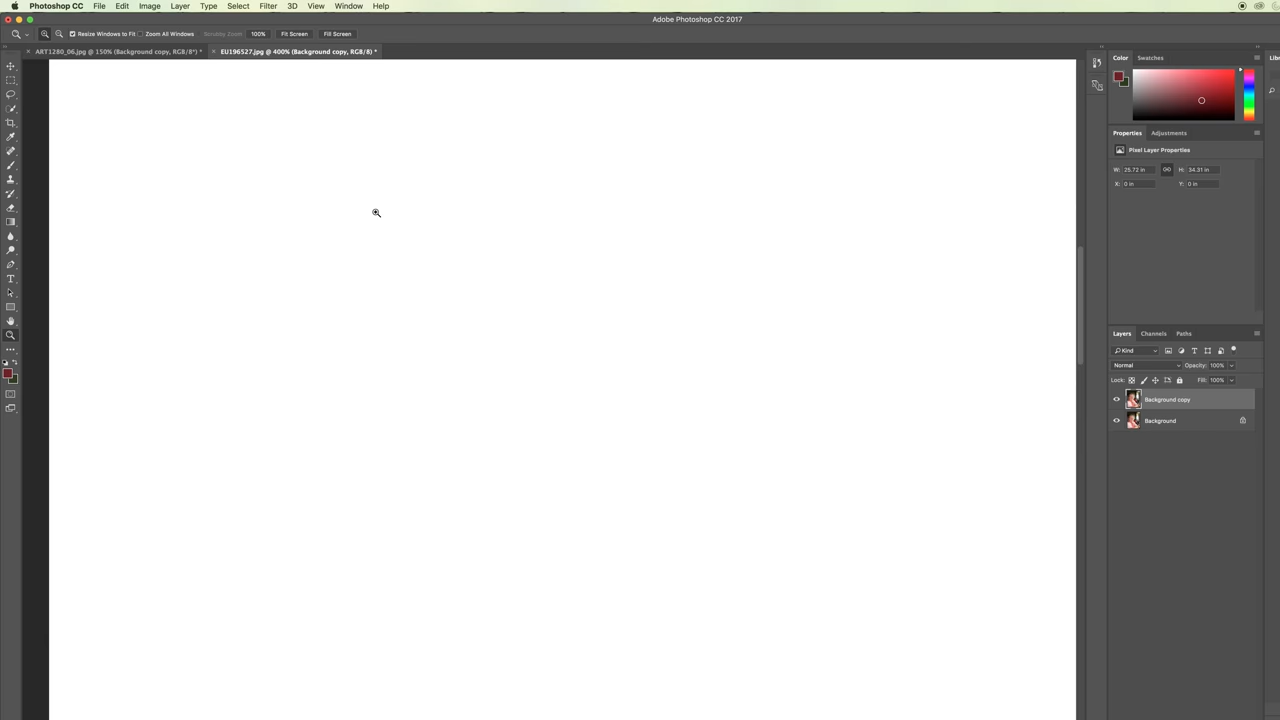 Photoshop CC File Edit Image Layer Type Select Filter 3D View Window Help
Adobe Photoshop CC 2017
Resize Windows to Fit Zoom All Windows Scrubby Zoom 100% Fit Screen Fill Screen
ART1280_06.jpg @ 150% (Background copy, RGB/8*) * EU196527.jpg @ 400% (Background copy, RGB/8) *
Color Swatches
Properties Adjustments
Pixel Layer Properties
W: 25.72 in H: 34.31 in
X: 0 in Y: 0 in
Layers Channels Paths
Kind
Normal Opacity: 100%
Lock: Fill: 100%
Background copy
Background